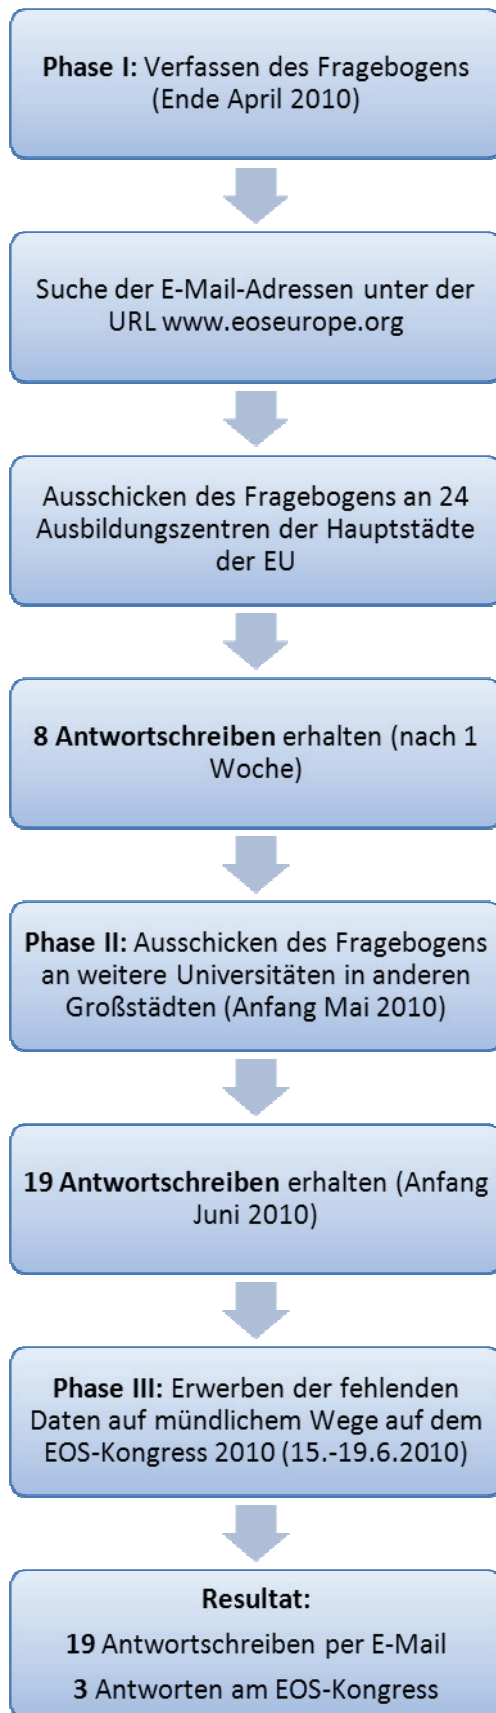 Phase I: Verfassen des Fragebogens
(Ende April 2010)
Suche der E-Mail-Adressen unter der
URL www.eoseurope.org
Ausschicken des Fragebogens an 24
Ausbildungszentren der Hauptstädte
der EU
8 Antwortschreiben erhalten (nach 1
Woche)
Phase II: Ausschicken des Fragebogens
an weitere Universitäten in anderen
Großstädten (Anfang Mai 2010)
19 Antwortschreiben erhalten (Anfang
Juni 2010)
Phase III: Erwerben der fehlenden
Daten auf mündlichem Wege auf dem
EOS-Kongress 2010 (15.-19.6.2010)
Resultat:
19 Antwortschreiben per E-Mail
3 Antworten am EOS-Kongress